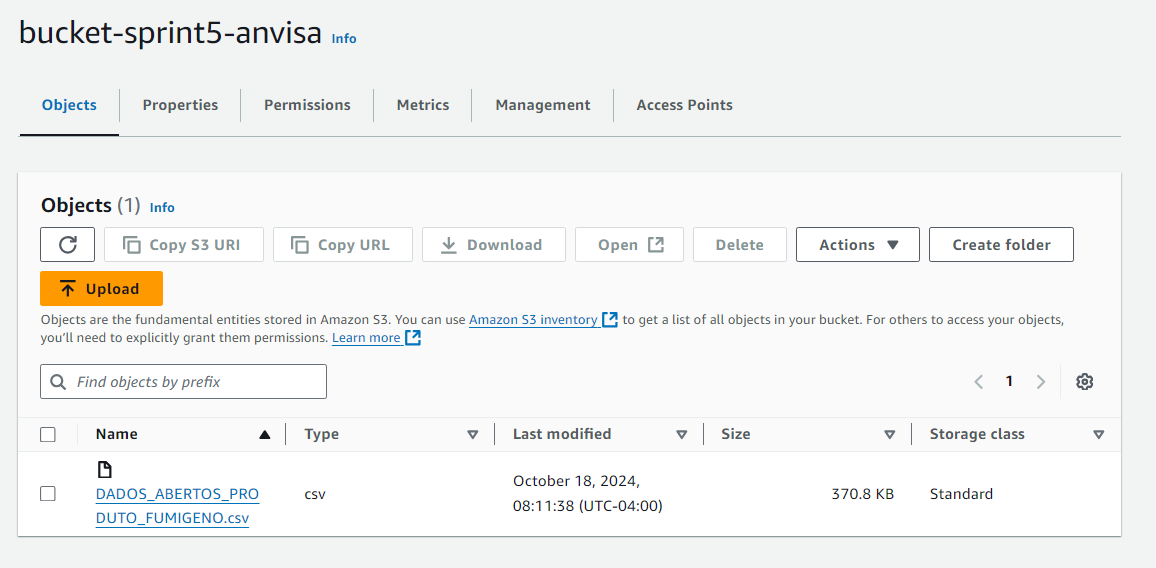 bucket-sprint5-anvisa Info
Objects Properties Permissions Metrics Management Access Points
Objects (1) Info
Copy S3 URI Copy URL Download Open Delete Actions Create folder
Upload
Objects are the fundamental entities stored in Amazon S3. You can use Amazon S3 inventory to get a list of all objects in your bucket. For others to access your objects,
you'll need to explicitly grant them permissions. Learn more
Find objects by prefix 1
Name Type Last modified Size Storage class
DADOS_ABERTOS_PRO
DUTO_FUMIGENO.csv csv October 18, 2024,
08:11:38 (UTC-04:00) 370.8 KB Standard